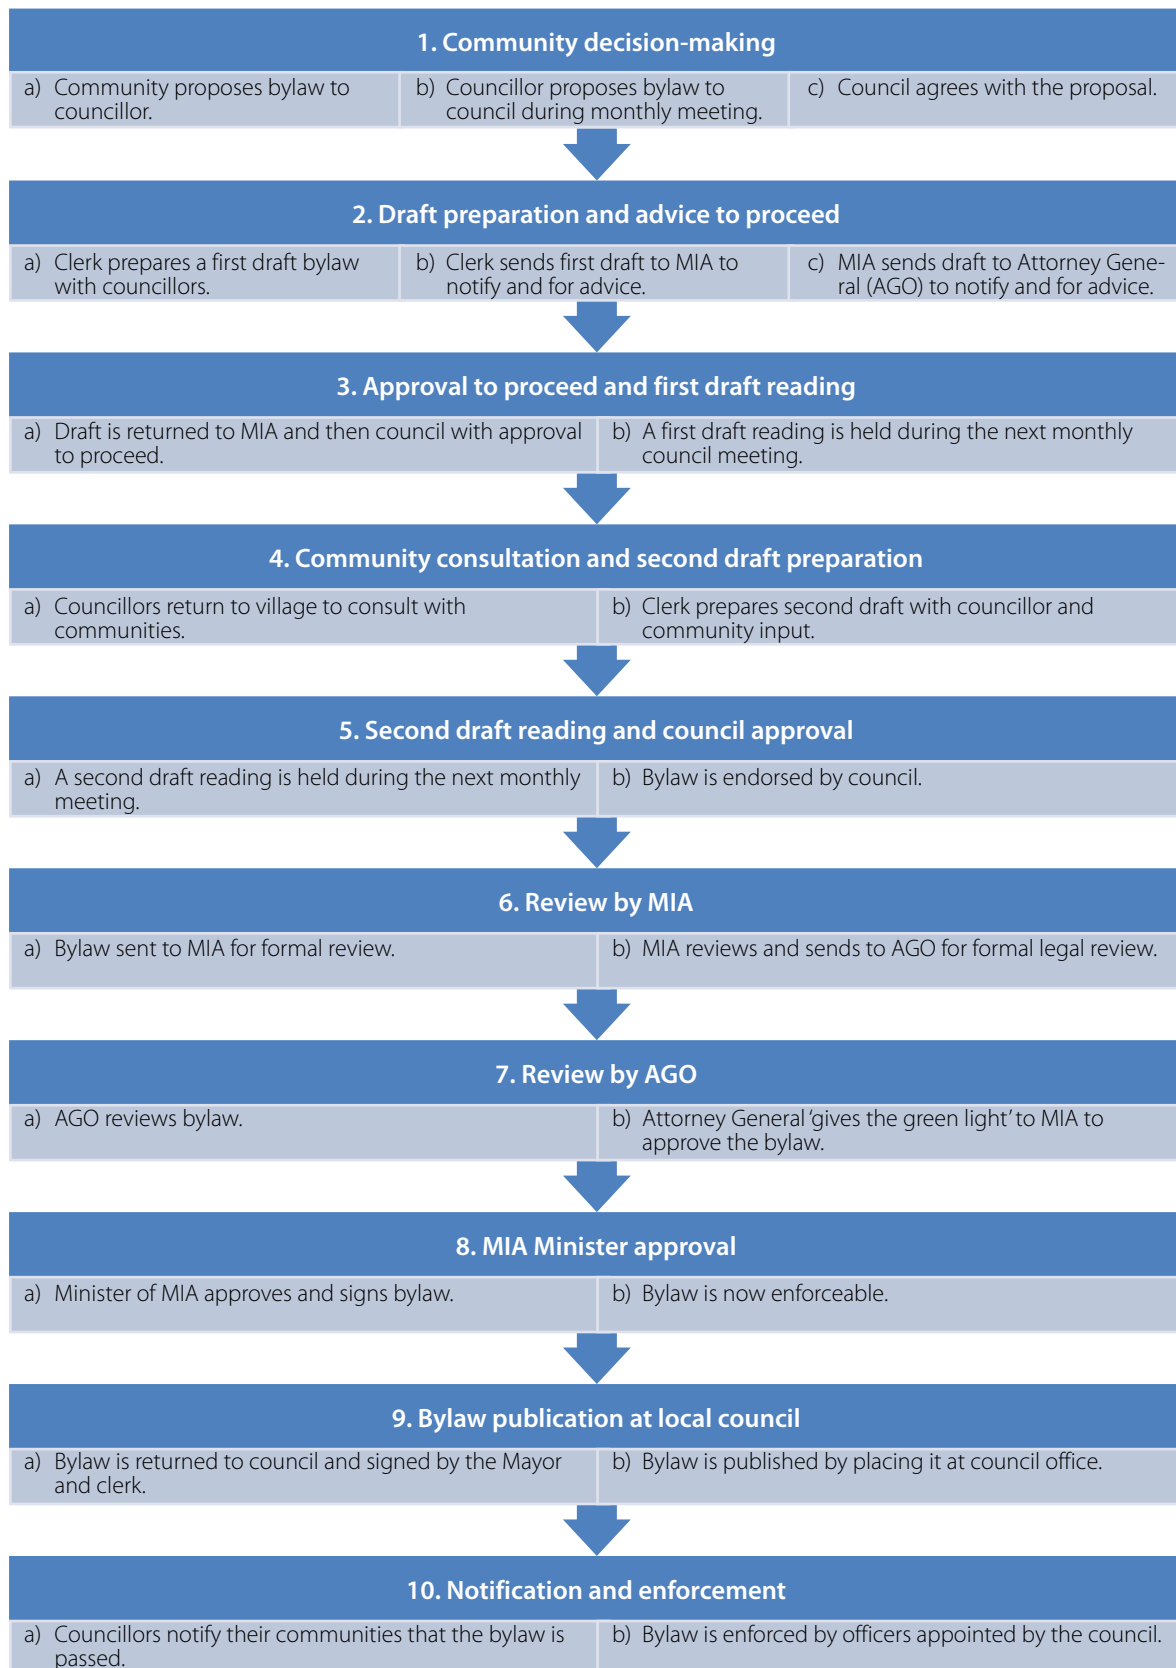 1. Community decision-making
a) Community proposes bylaw to
councillor.
b) Councillor proposes bylaw to
council during monthly meeting.
c) Council agrees with the proposal.
2. Draft preparation and advice to proceed
a) Clerk prepares a first draft bylaw
with councillors.
b) Clerk sends first draft to MIA to
notify and for advice.
c) MIA sends draft to Attorney Gene-
ral (AGO) to notify and for advice.
3. Approval to proceed and first draft reading
a) Draft is returned to MIA and then council with approval
to proceed.
b) A first draft reading is held during the next monthly
council meeting.
4. Community consultation and second draft preparation
a) Councillors return to village to consult with
communities.
b) Clerk prepares second draft with councillor and
community input.
5. Second draft reading and council approval
a) A second draft reading is held during the next monthly
meeting.
b) Bylaw is endorsed by council.
6. Review by MIA
a) Bylaw sent to MIA for formal review.
b) MIA reviews and sends to AGO for formal legal review.
7. Review by AGO
a) AGO reviews bylaw.
b) Attorney General ‘gives the green light’ to MIA to
approve the bylaw.
8. MIA Minister approval
a) Minister of MIA approves and signs bylaw.
b) Bylaw is now enforceable.
9. Bylaw publication at local council
a) Bylaw is returned to council and signed by the Mayor
and clerk.
b) Bylaw is published by placing it at council office.
10. Notification and enforcement
a) Councillors notify their communities that the bylaw is
passed.
b) Bylaw is enforced by officers appointed by the council.